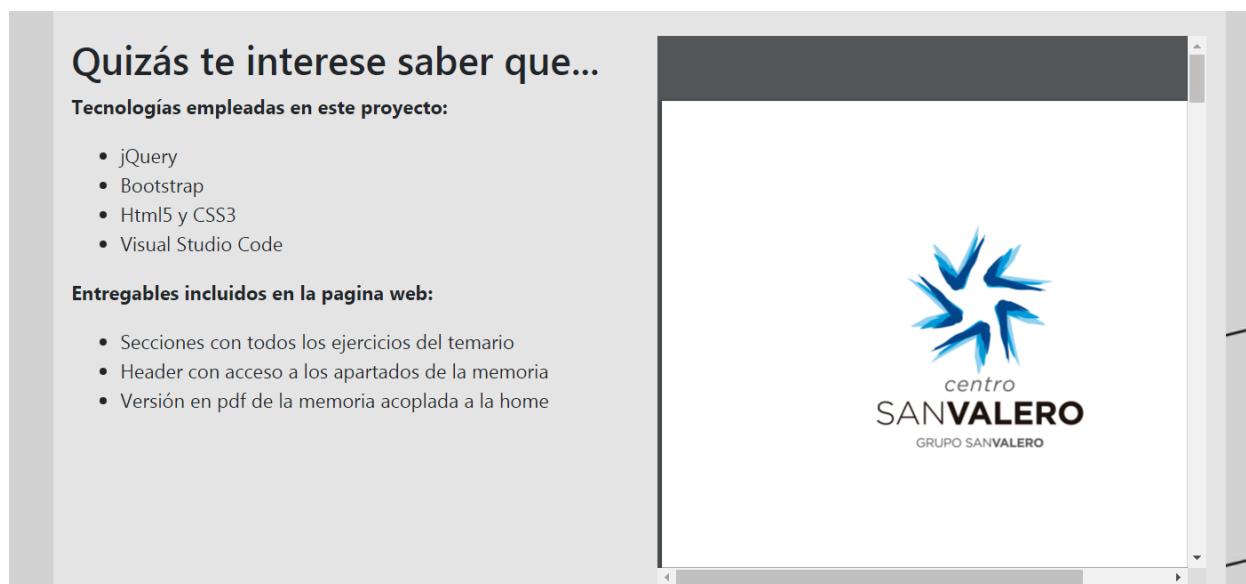 Quizás te interese saber que...
Tecnologías empleadas en este proyecto:
jQuery
Bootstrap
Html5 y CSS3
Visual Studio Code
Entregables incluidos en la pagina web:
Secciones con todos los ejercicios del temario
Header con acceso a los apartados de la memoria
Versión en pdf de la memoria acoplada a la home
centro
SANVALERO
GRUPO SANVALERO